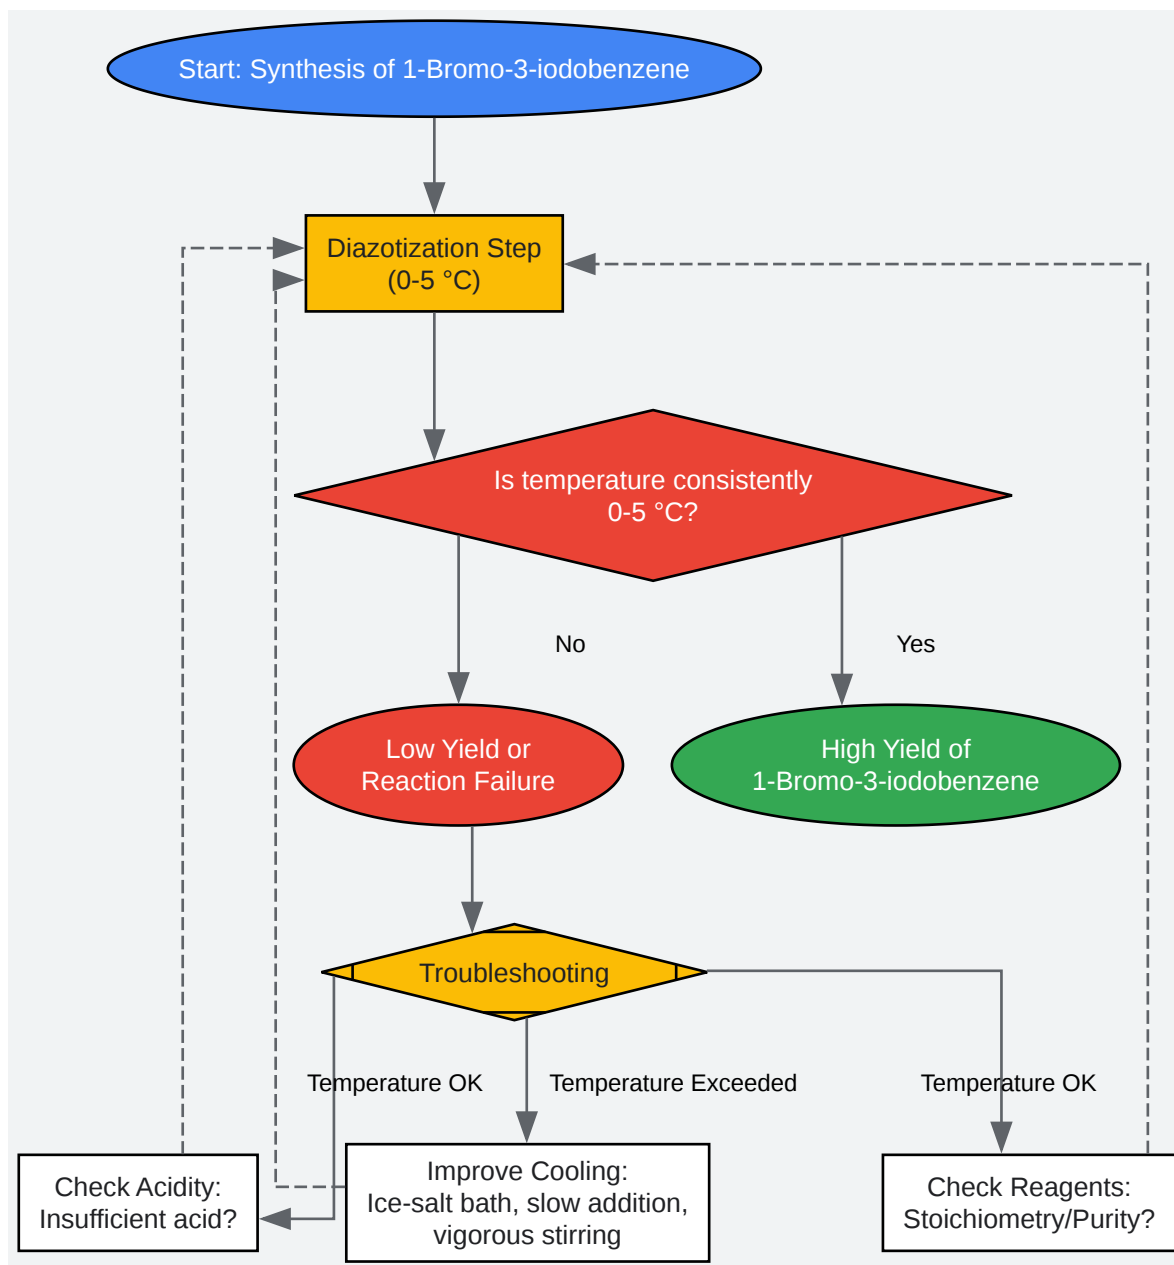 Start: Synthesis of 1-Bromo-3-iodobenzene
Diazotization Step
(0-5 °C)
Is temperature consistently
0-5 °C?
No
Yes
Low Yield or
Reaction Failure
High Yield of
1-Bromo-3-iodobenzene
Troubleshooting
Temperature OK
Temperature Exceeded
Temperature OK
Check Acidity:
Insufficient acid?
Improve Cooling:
Ice-salt bath, slow addition,
vigorous stirring
Check Reagents:
Stoichiometry/Purity?